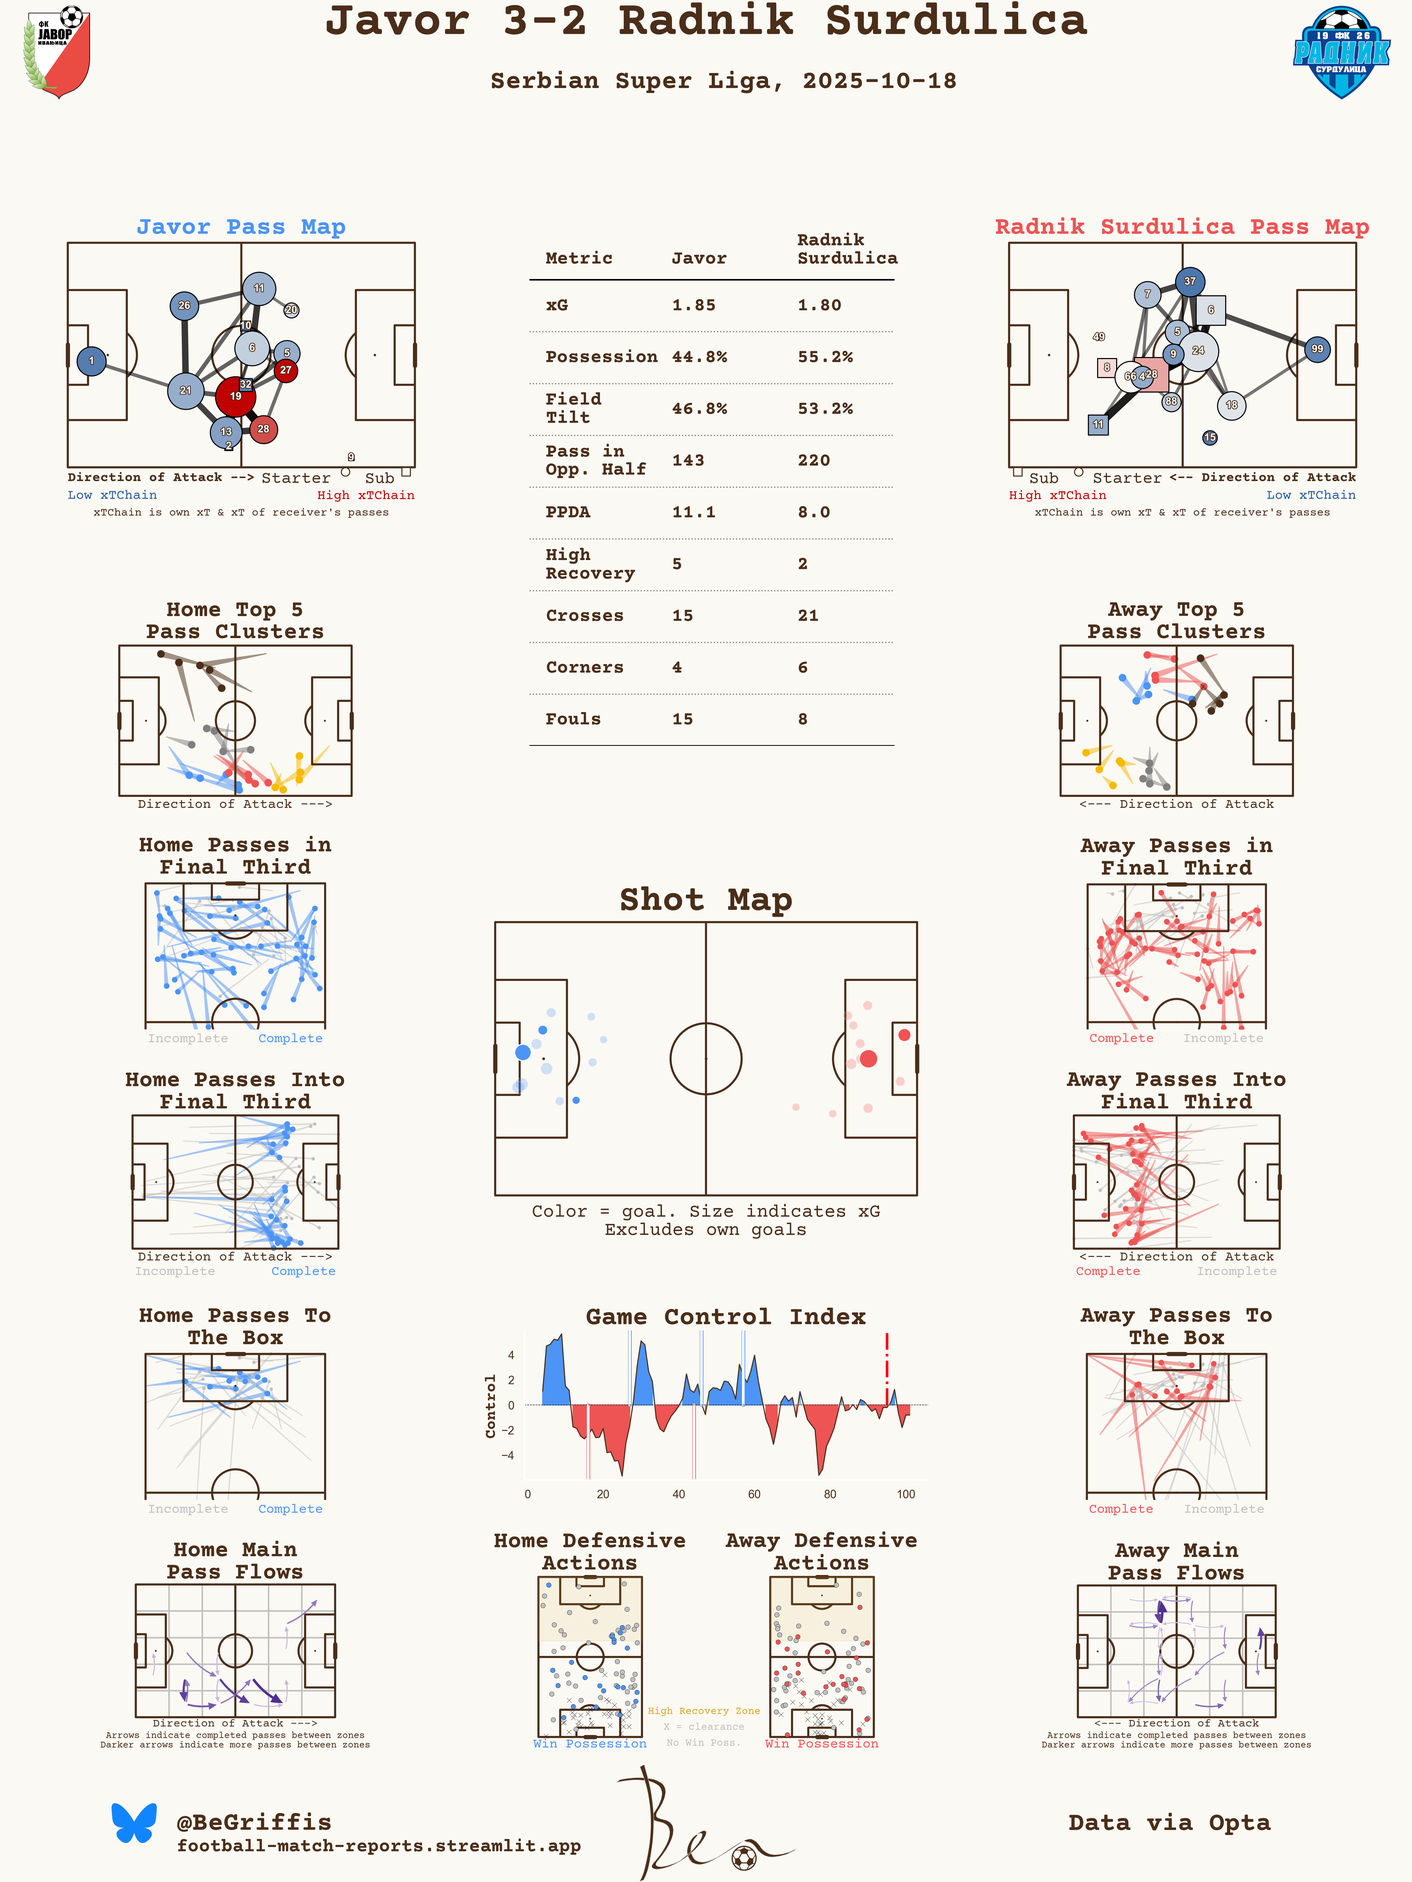 Javor 3-2 Radnik Surdulica
Serbian Super Liga, 2025-10-18
ФК
ЈАВОР
ИВАЊИЦА
19 ФК 26
РАДНИК
СУРДУЛИЦА
Javor Pass Map
11
26
20
10
6
5
1
27
32
21
19
13
28
2
9
Direction of Attack --> Starter Sub
Low xTChain High xTChain
xTChain is own xT & xT of receiver's passes
Metric Javor Radnik Surdulica
xG 1.85 1.80
Possession 44.8% 55.2%
Field Tilt 46.8% 53.2%
Pass in Opp. Half 143 220
PPDA 11.1 8.0
High Recovery 5 2
Crosses 15 21
Corners 4 6
Fouls 15 8
Radnik Surdulica Pass Map
37
7
6
5
49
24
9
99
8
66
4
28
88
18
11
15
Sub Starter <-- Direction of Attack
High xTChain Low xTChain
xTChain is own xT & xT of receiver's passes
Home Top 5
Pass Clusters
Direction of Attack --->
Away Top 5
Pass Clusters
<--- Direction of Attack
Home Passes in
Final Third
Incomplete Complete
Away Passes in
Final Third
Complete Incomplete
Shot Map
Color = goal. Size indicates xG
Excludes own goals
Home Passes Into
Final Third
Direction of Attack --->
Incomplete Complete
Away Passes Into
Final Third
<--- Direction of Attack
Complete Incomplete
Home Passes To
The Box
Incomplete Complete
Game Control Index
Control
4
2
0
−2
−4
0 20 40 60 80 100
Away Passes To
The Box
Complete Incomplete
Home Main
Pass Flows
Direction of Attack --->
Arrows indicate completed passes between zones
Darker arrows indicate more passes between zones
Home Defensive
Actions
Win Possession
High Recovery Zone
X = clearance
No Win Poss.
Away Defensive
Actions
Win Possession
Away Main
Pass Flows
<--- Direction of Attack
Arrows indicate completed passes between zones
Darker arrows indicate more passes between zones
@BeGriffis
football-match-reports.streamlit.app
Ben
Data via Opta